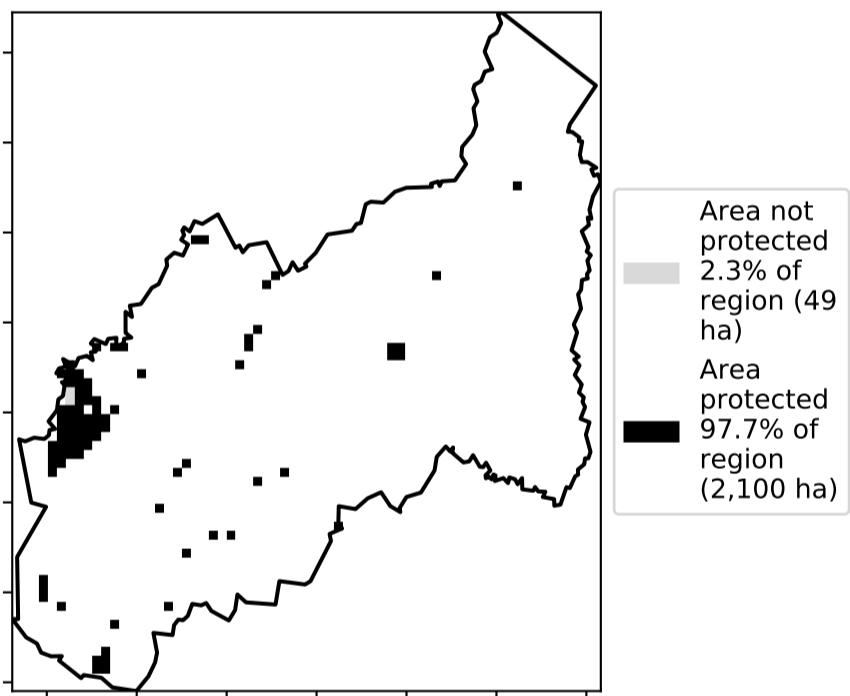 Area not
protected
2.3% of
region (49
ha)
Area
protected
97.7% of
region
(2,100 ha)